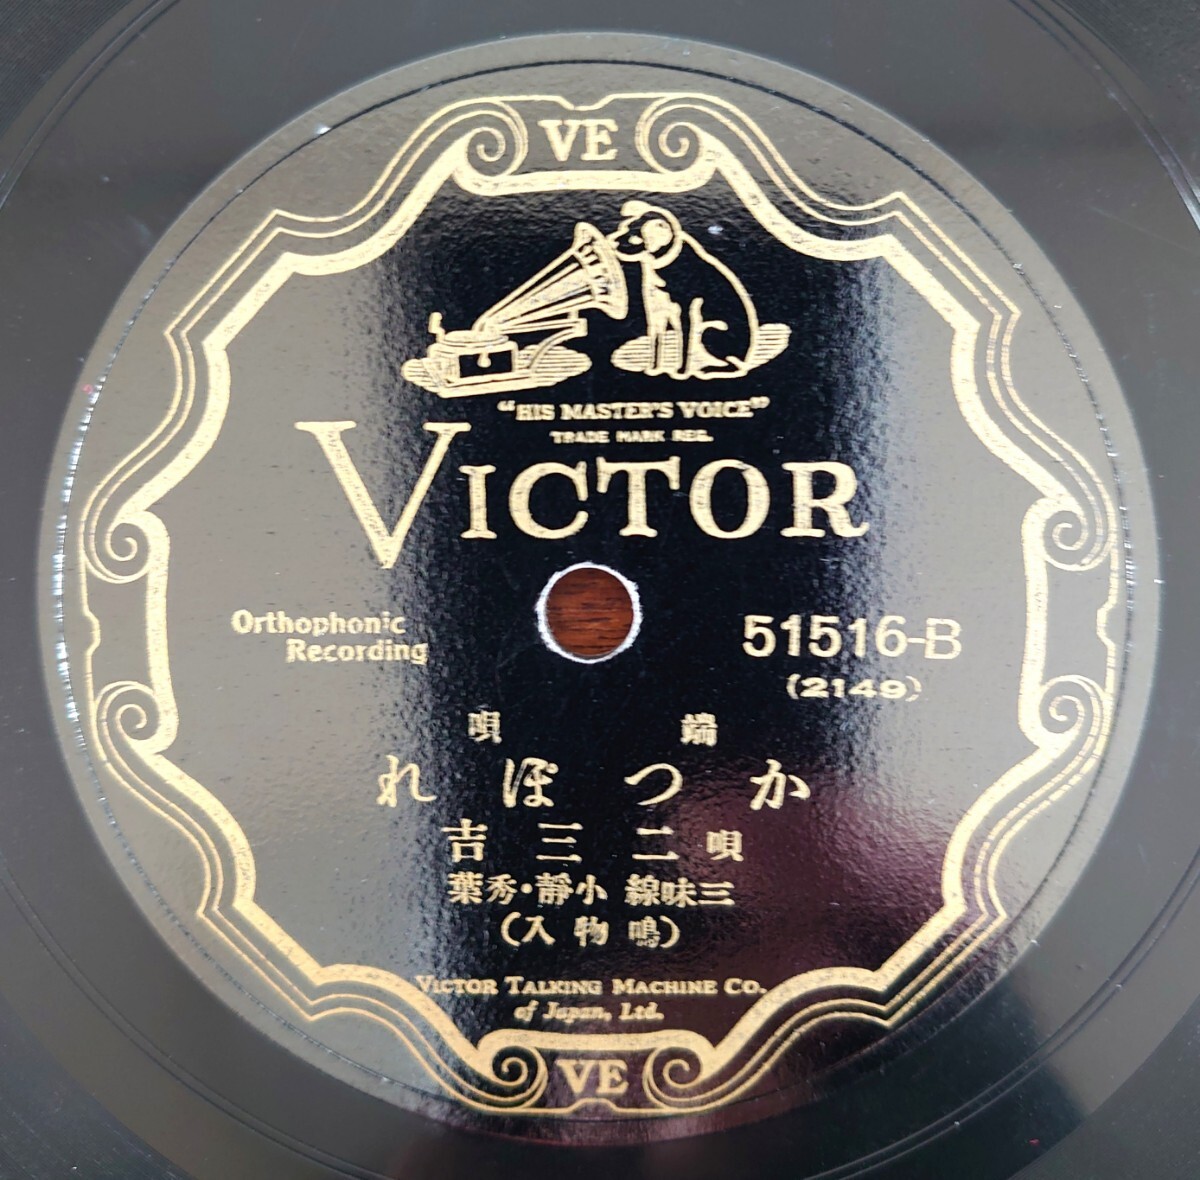 VE
"HIS MASTER'S VOICE"
TRADE MARK REG.
VICTOR
Orthophonic
Recording
51516-B
(2149)
唄 端
れ ぽ つ か
吉 三 二 唄
葉秀・靜小 線味三
(入 物 鳴)
VICTOR TALKING MACHINE CO.
of Japan, Ltd.
VE